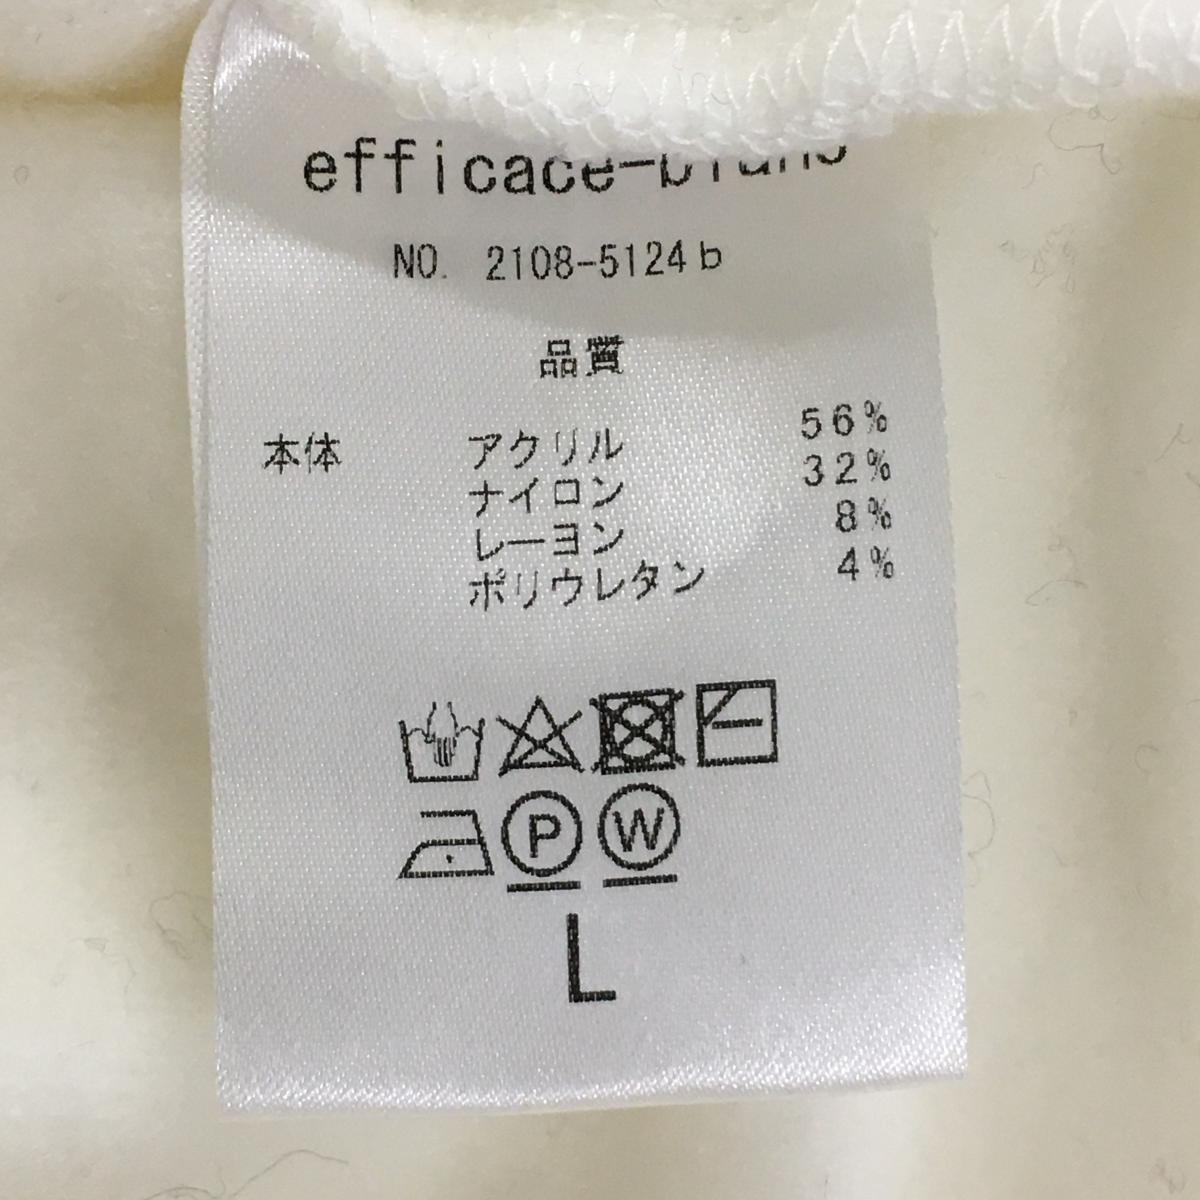 efficace-
NO. 2108-5124b
品質
本体 アクリル 56%
ナイロン 32%
レーヨン 8%
ポリウレタン 4%
P W
L